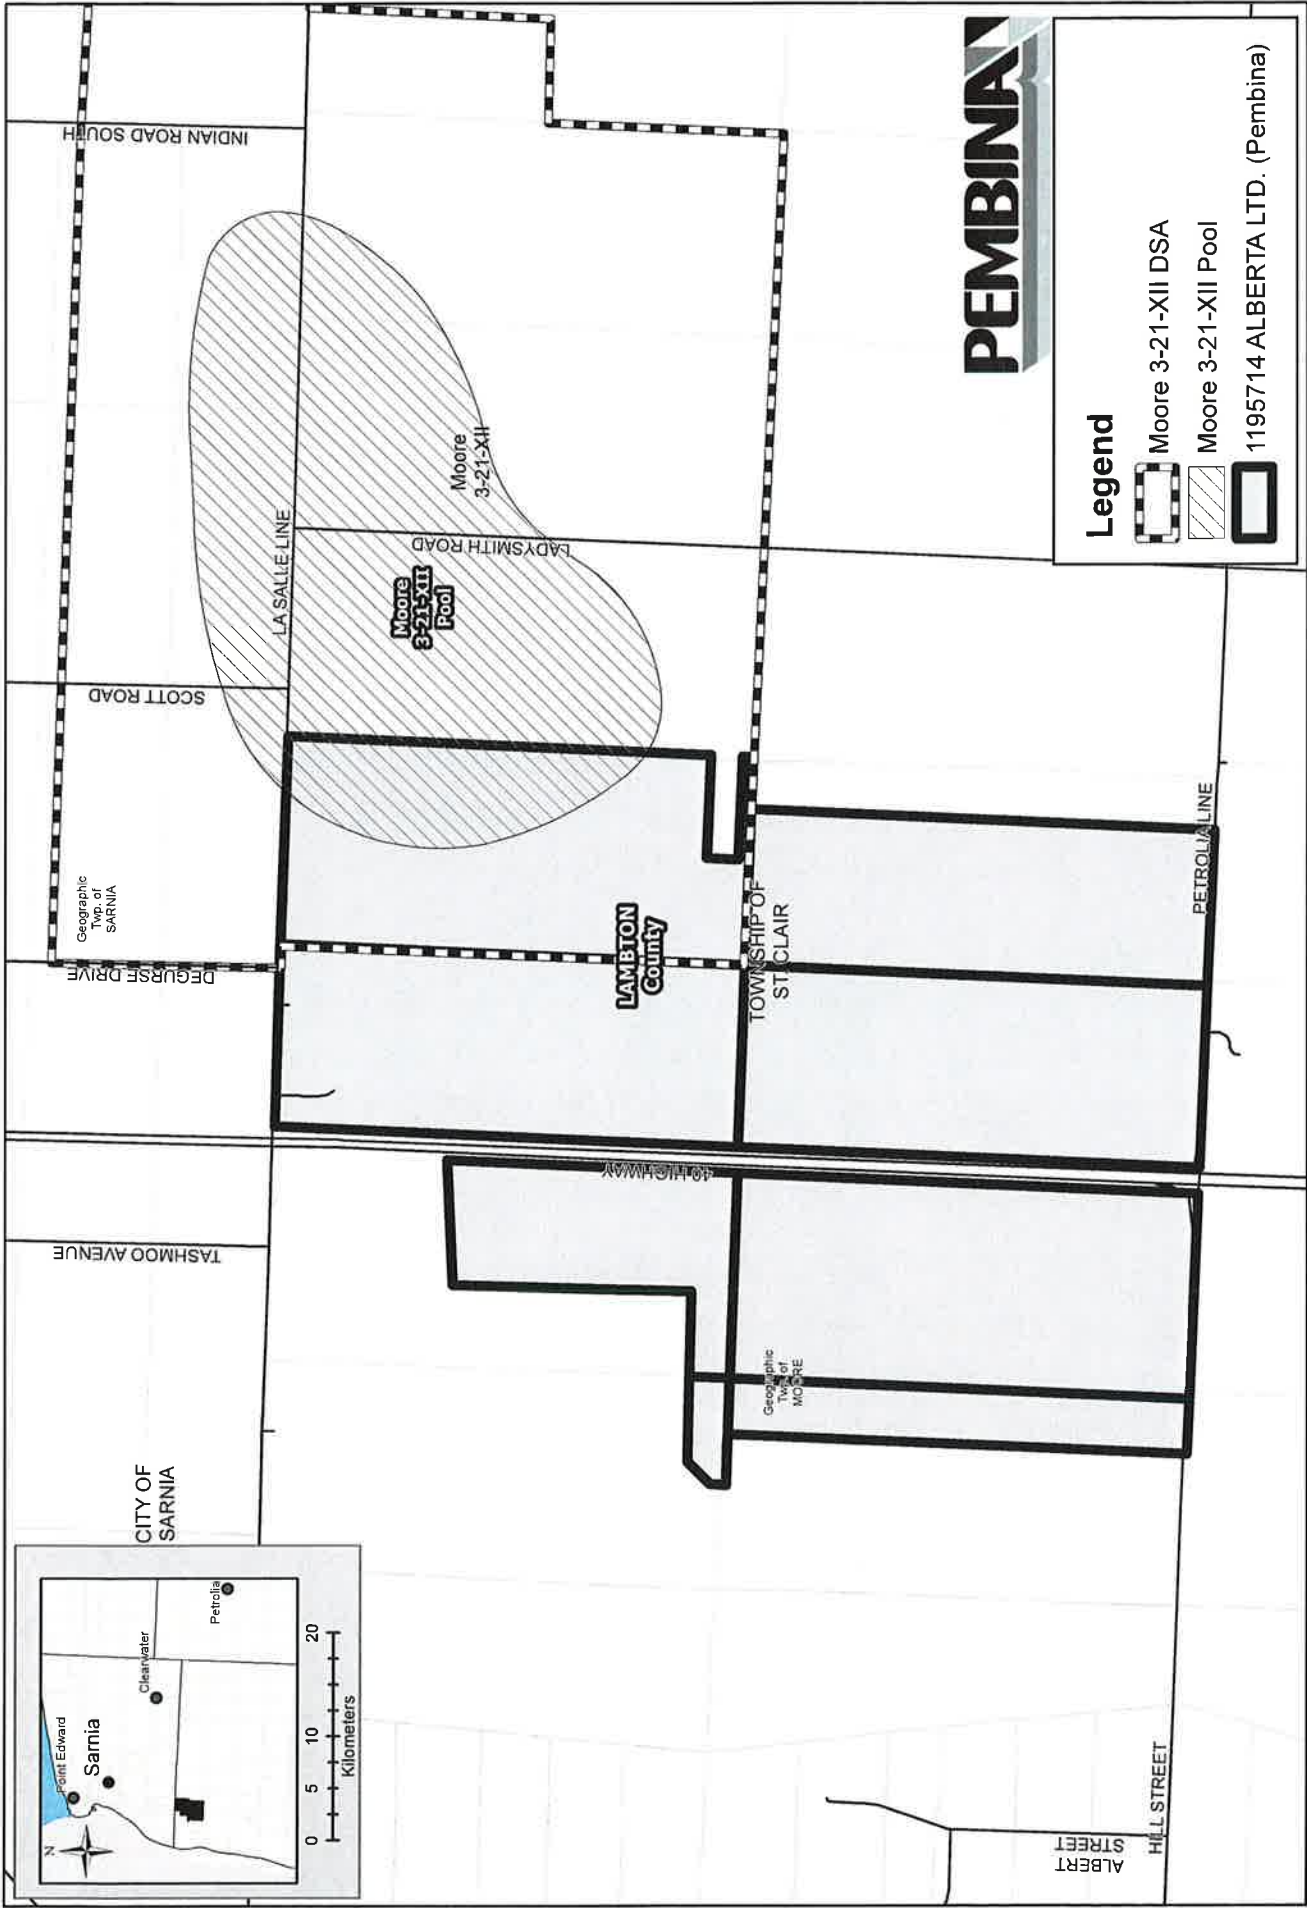 CITY OF
SARNIA
TASHMOO AVENUE
DEGURSE DRIVE
Geographic
Twp. of
SARNIA
SCOTT ROAD
INDIAN ROAD SOUTH
LA SALLE LINE
LADYSMITH ROAD
Moore
3-21-XII
Moore
3-21-XII
Pool
LAMBTON
County
40 HIGHWAY
TOWNSHIP OF
ST. CLAIR
Geographic
Twp. of
MOORE
PETROLIA LINE
HILL STREET
ALBERT
STREET
N
Point Edward
Sarnia
Clearwater
Petrolia
0 5 10 20
Kilometers
PEMBINA
Legend
Moore 3-21-XII DSA
Moore 3-21-XII Pool
1195714 ALBERTA LTD. (Pembina)